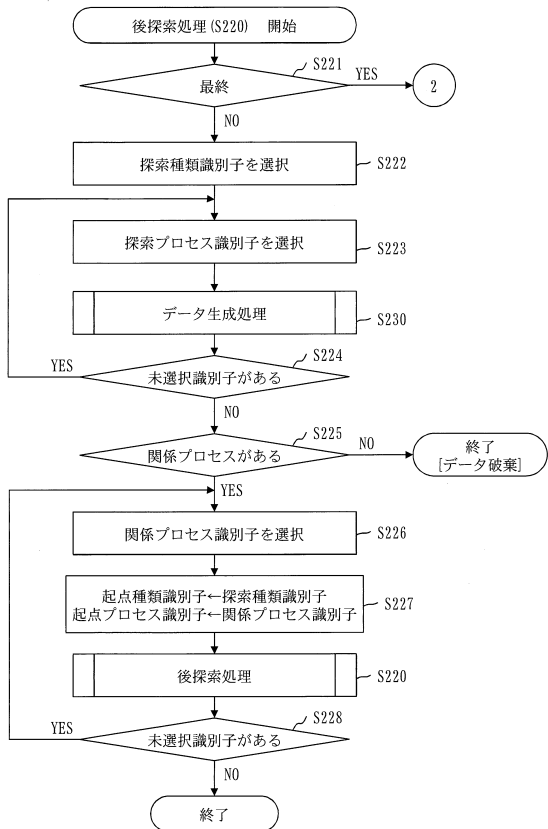 後探索処理(S220) 開始
S221
最終
YES
2
NO
探索種類識別子を選択
S222
探索プロセス識別子を選択
S223
データ生成処理
S230
S224
YES
未選択識別子がある
NO
S225
関係プロセスがある
NO
終了
[データ破棄]
YES
関係プロセス識別子を選択
S226
起点種類識別子←探索種類識別子
起点プロセス識別子←関係プロセス識別子
S227
後探索処理
S220
S228
YES
未選択識別子がある
NO
終了